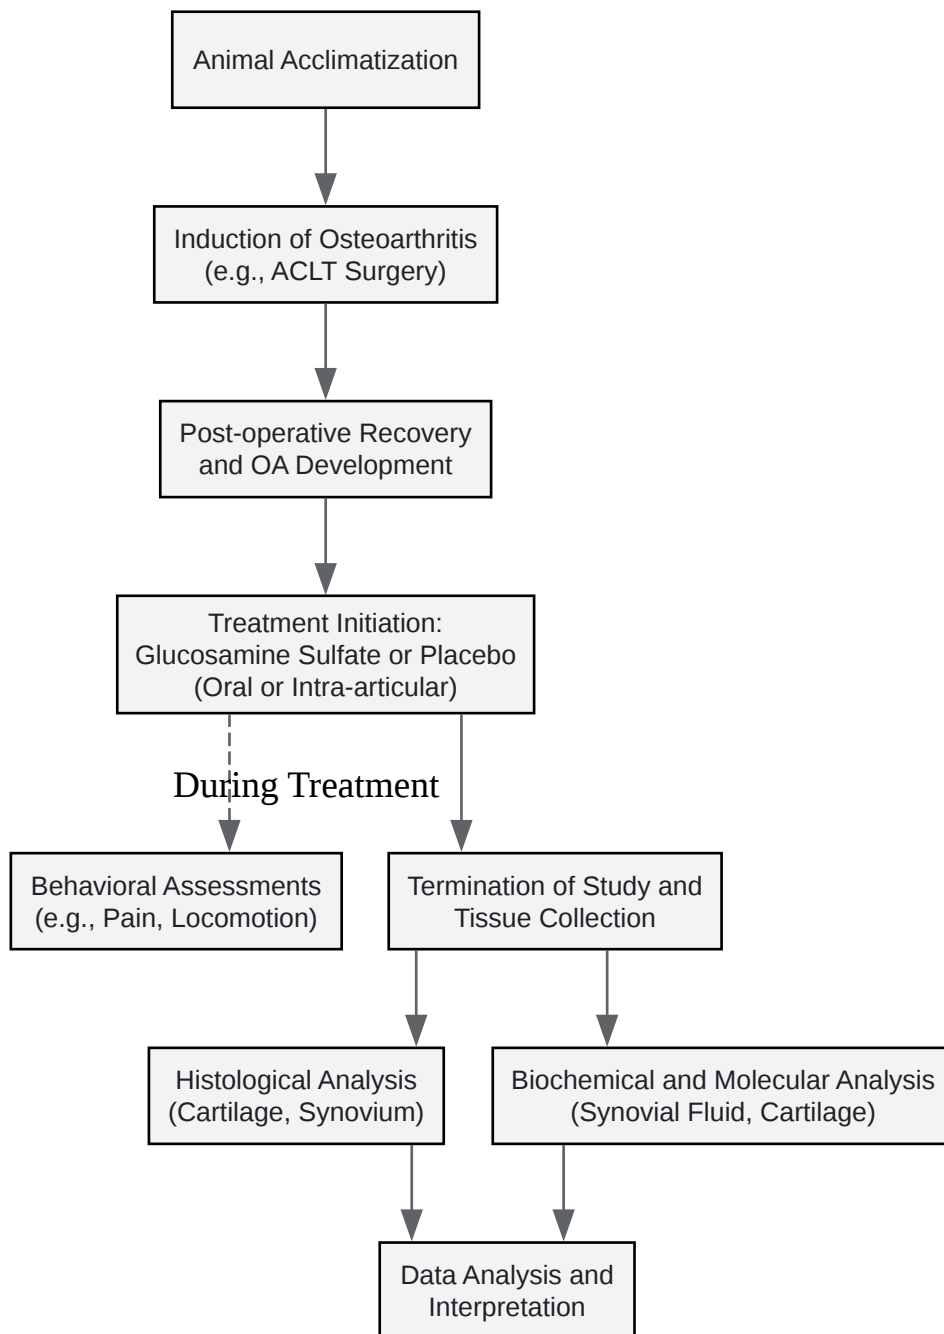 Animal Acclimatization
Induction of Osteoarthritis
(e.g., ACLT Surgery)
Post-operative Recovery
and OA Development
Treatment Initiation:
Glucosamine Sulfate or Placebo
(Oral or Intra-articular)
During Treatment
Behavioral Assessments
(e.g., Pain, Locomotion)
Termination of Study and
Tissue Collection
Histological Analysis
(Cartilage, Synovium)
Biochemical and Molecular Analysis
(Synovial Fluid, Cartilage)
Data Analysis and
Interpretation